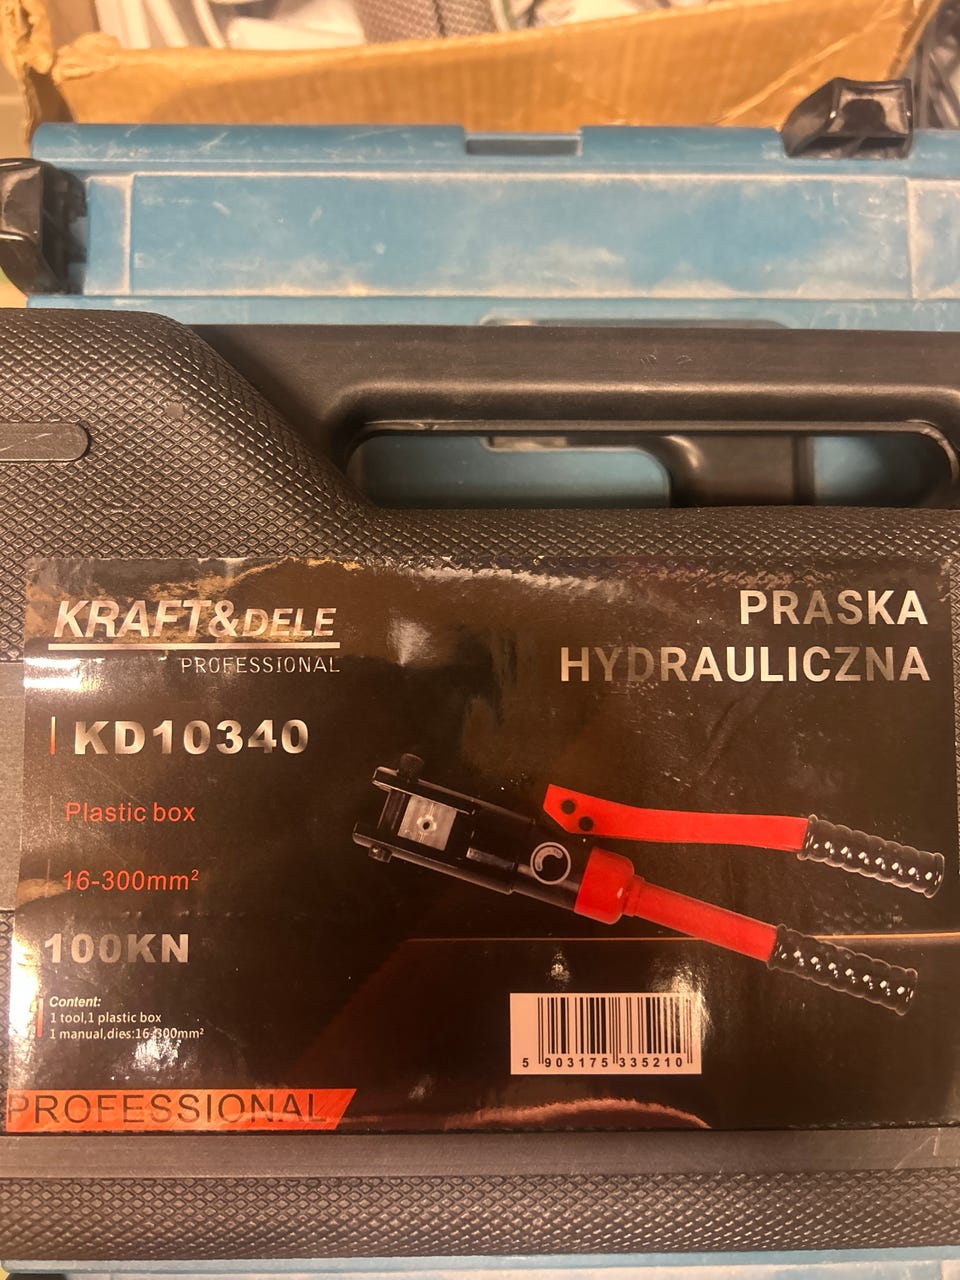 KRAFT&DELE
PROFESSIONAL
PRASKA
HYDRAULICZNA
KD10340
Plastic box
16-300mm²
100KN
Content:
1 tool,1 plastic box
1 manual,dies:16-300mm²
5 903175 335210
PROFESSIONAL